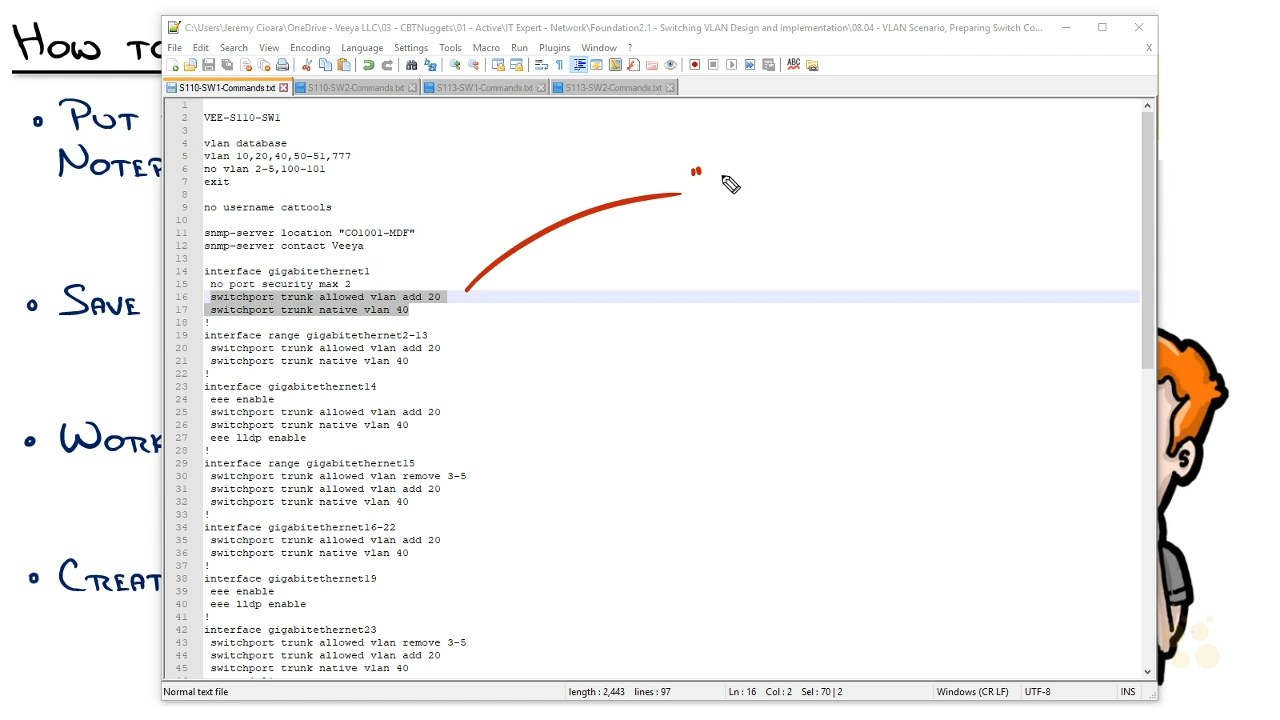 How to
• Put
Notep
• Save
• Work
• Creat
C:\Users\Jeremy Cioara\OneDrive - Veeya LLC\03 - CBTNuggets\01 - Active\IT Expert - Network\Foundation2.1 - Switching VLAN Design and Implementation\08.04 - VLAN Scenario, Preparing Switch Co...
File Edit Search View Encoding Language Settings Tools Macro Run Plugins Window ? X
S110-SW1-Commands.txt S110-SW2-Commands.txt S113-SW1-Commands.txt S113-SW2-Commands.txt
1
2 VEE-S110-SW1
3
4 vlan database
5 vlan 10,20,40,50-51,777
6 no vlan 2-5,100-101
7 exit
8
9 no username cattools
10
11 snmp-server location "CO1001-MDF"
12 snmp-server contact Veeya
13
14 interface gigabitethernet1
15 no port security max 2
16 switchport trunk allowed vlan add 20
17 switchport trunk native vlan 40
18 !
19 interface range gigabitethernet2-13
20 switchport trunk allowed vlan add 20
21 switchport trunk native vlan 40
22 !
23 interface gigabitethernet14
24 eee enable
25 switchport trunk allowed vlan add 20
26 switchport trunk native vlan 40
27 eee lldp enable
28 !
29 interface range gigabitethernet15
30 switchport trunk allowed vlan remove 3-5
31 switchport trunk allowed vlan add 20
32 switchport trunk native vlan 40
33 !
34 interface gigabitethernet16-22
35 switchport trunk allowed vlan add 20
36 switchport trunk native vlan 40
37 !
38 interface gigabitethernet19
39 eee enable
40 eee lldp enable
41 !
42 interface gigabitethernet23
43 switchport trunk allowed vlan remove 3-5
44 switchport trunk allowed vlan add 20
45 switchport trunk native vlan 40
"
Normal text file length : 2,443 lines : 97 Ln : 16 Col : 2 Sel : 70 | 2 Windows (CR LF) UTF-8 INS